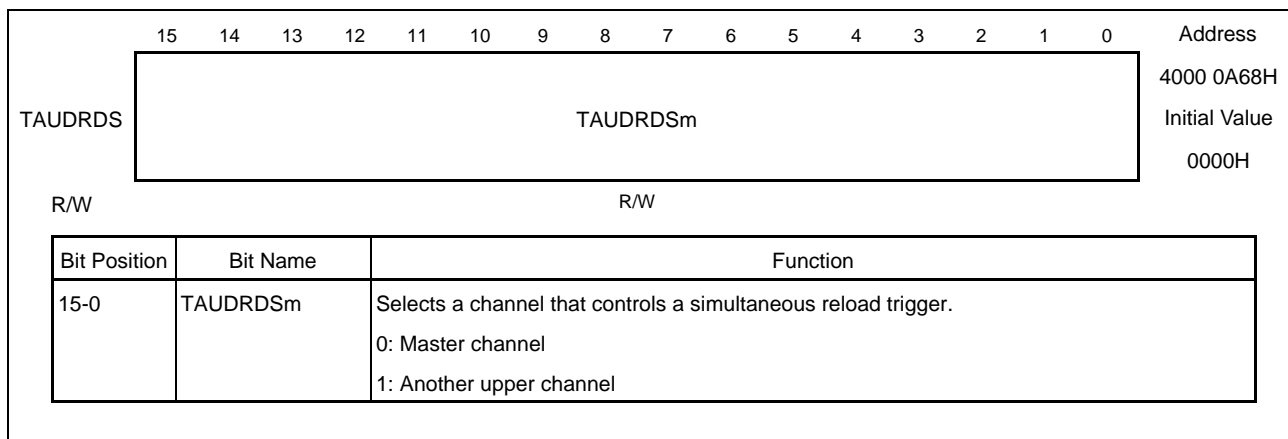 15 14 13 12 11 10 9 8 7 6 5 4 3 2 1 0 Address
4000 0A68H
TAUDRDS TAUDRDSm Initial Value
0000H
R/W R/W
Bit Position Bit Name Function
15-0 TAUDRDSm Selects a channel that controls a simultaneous reload trigger.
0: Master channel
1: Another upper channel